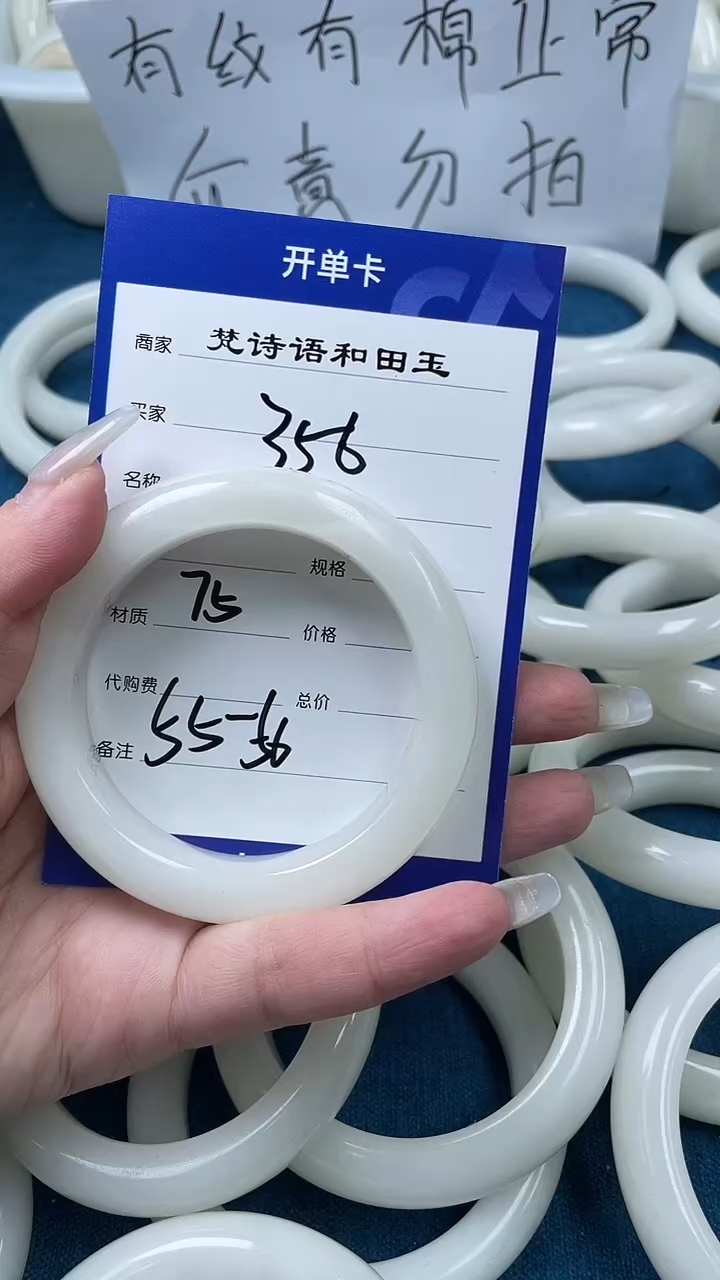 有纹有棉正常
介意勿拍
开单卡
商家 梵诗语和田玉
买家 356
名称
规格
材质 75 价格
代购费 总价
备注 55-56